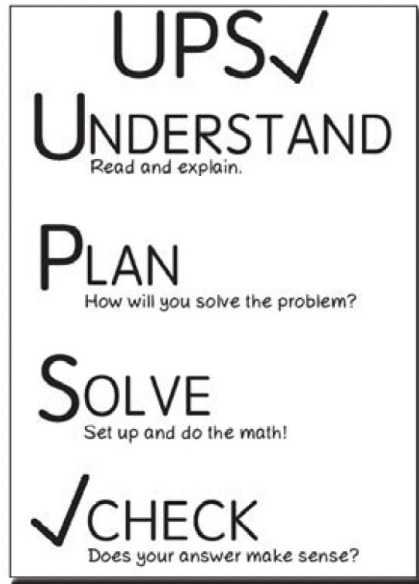 UPS✓
UNDERSTAND
Read and explain.
PLAN
How will you solve the problem?
SOLVE
Set up and do the math!
✓CHECK
Does your answer make sense?